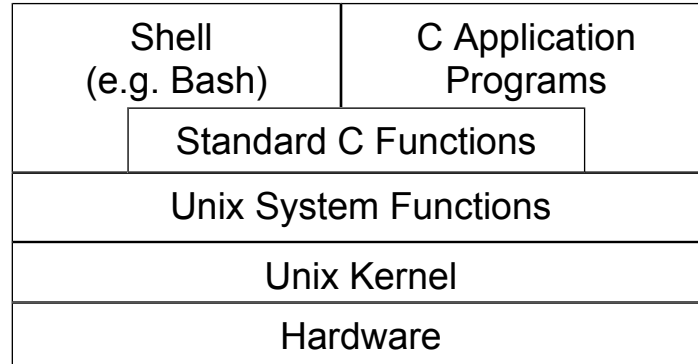 Shell
(e.g. Bash)
C Application
Programs
Standard C Functions
Unix System Functions
Unix Kernel
Hardware